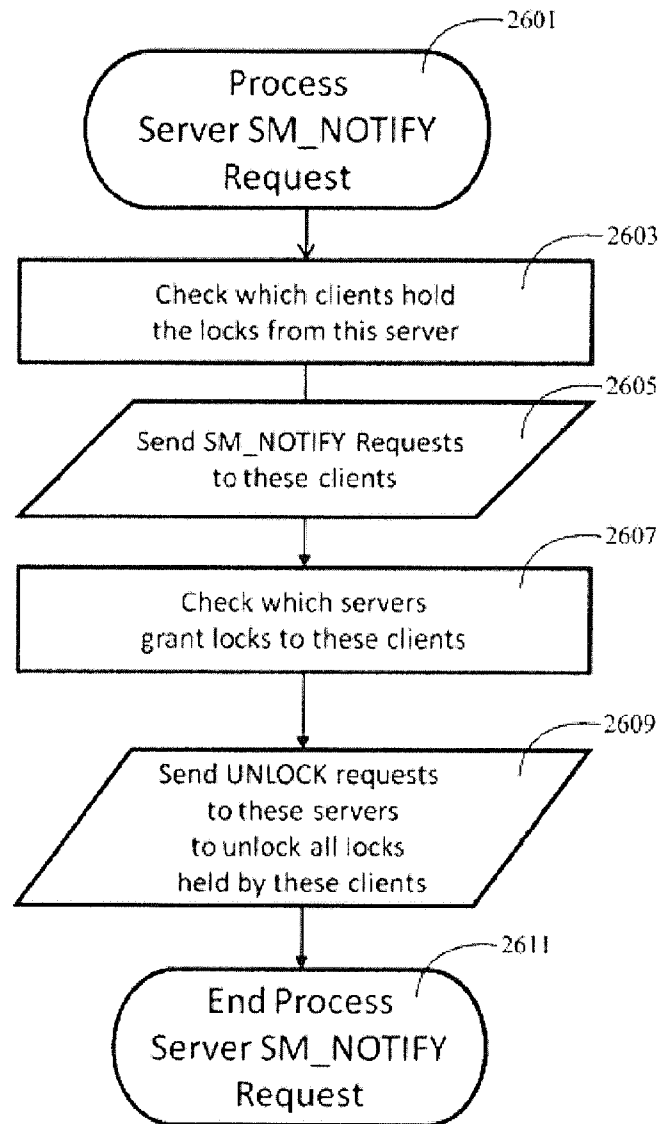 2601
Process
Server SM_NOTIFY
Request
2603
Check which clients hold
the locks from this server
2605
Send SM_NOTIFY Requests
to these clients
2607
Check which servers
grant locks to these clients
2609
Send UNLOCK requests
to these servers
to unlock all locks
held by these clients
2611
End Process
Server SM_NOTIFY
Request